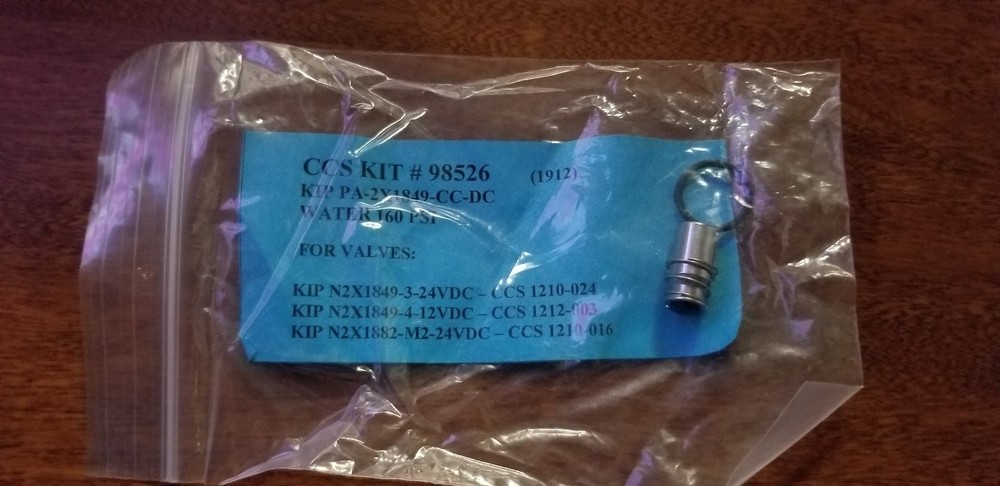 CCS KIT # 98526 (1912)
KIP PA-2X1849-CC-DC
WATER 160 PSI
FOR VALVES:
KIP N2X1849-3-24VDC – CCS 1210-024
KIP N2X1849-4-12VDC – CCS 1212-003
KIP N2X1882-M2-24VDC – CCS 1210-016